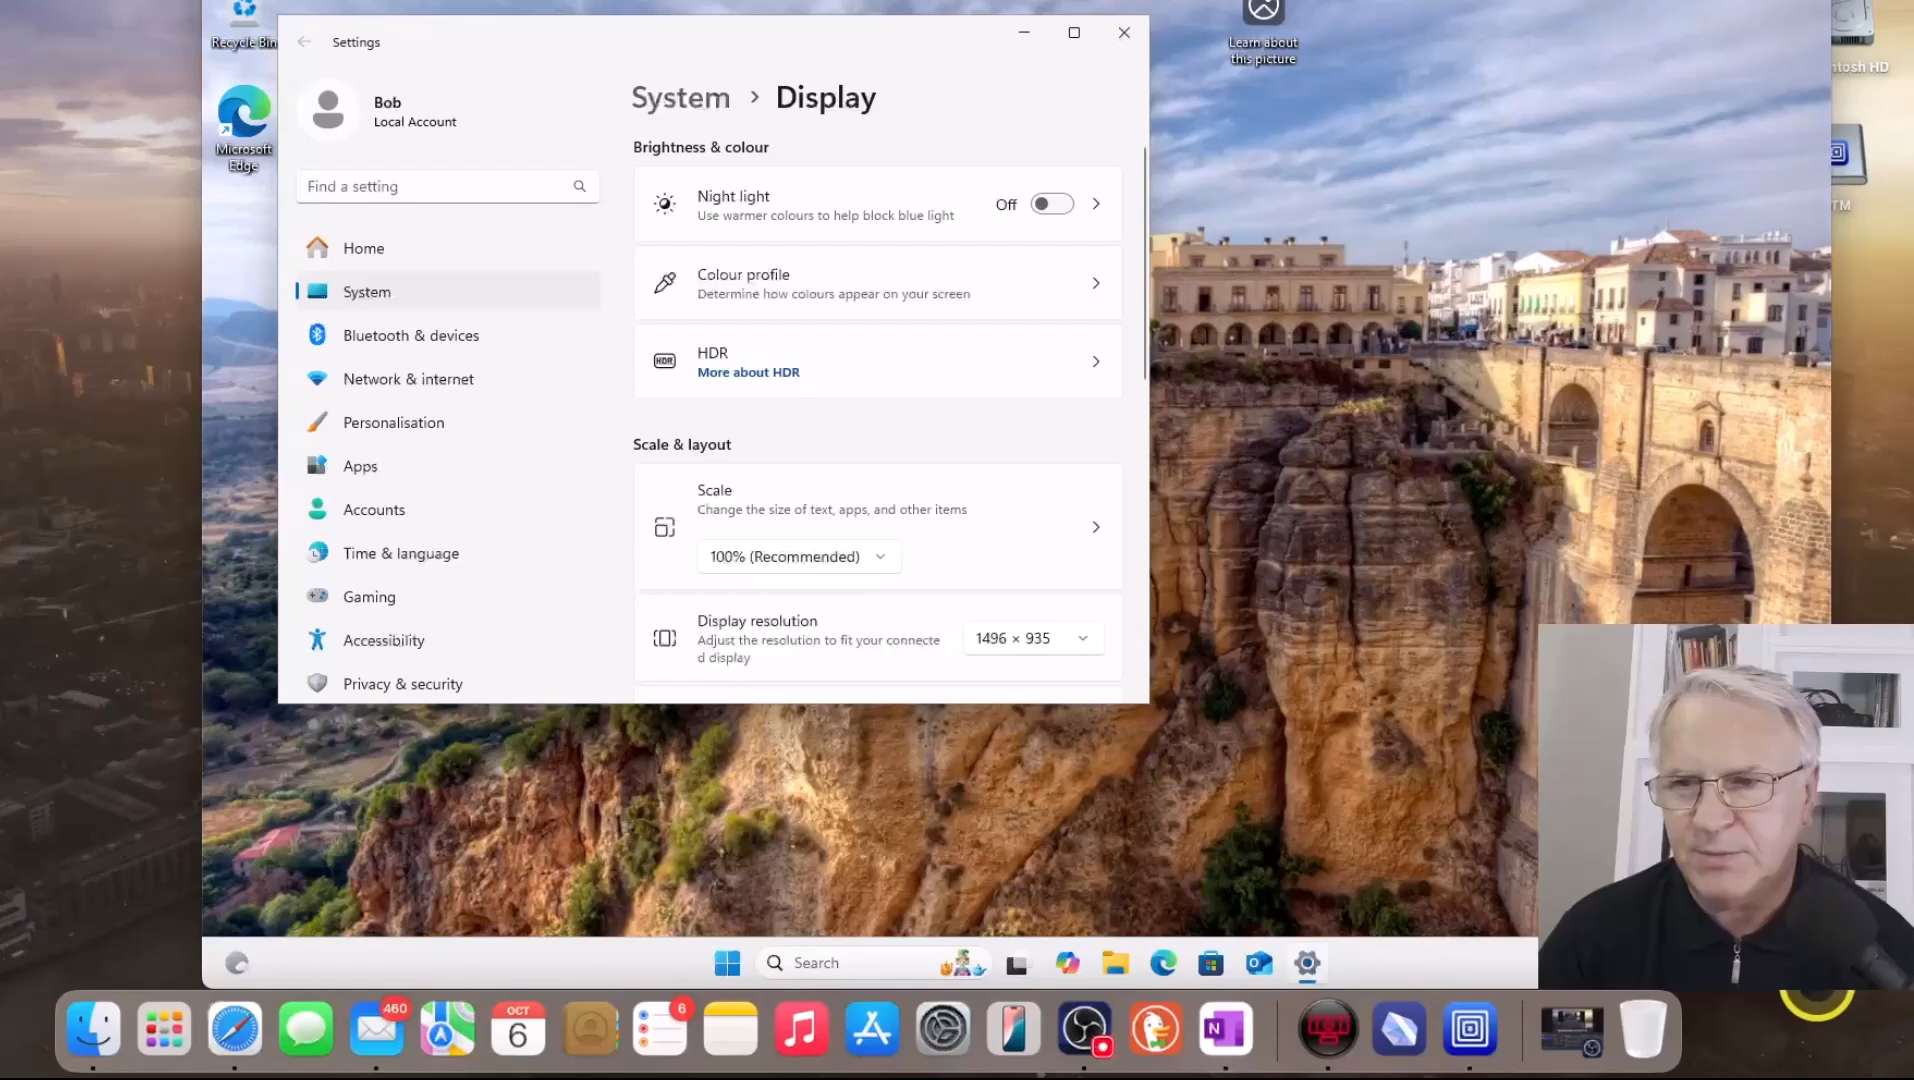 Recycle Bin
Microsoft
Edge
Settings
Bob
Local Account
Find a setting
Home
System
Bluetooth & devices
Network & internet
Personalisation
Apps
Accounts
Time & language
Gaming
Accessibility
Privacy & security
System > Display
Brightness & colour
Night light
Use warmer colours to help block blue light
Off
Colour profile
Determine how colours appear on your screen
HDR
HDR
More about HDR
Scale & layout
Scale
Change the size of text, apps, and other items
100% (Recommended)
Display resolution
Adjust the resolution to fit your connecte
d display
1496 × 935
Learn about
this picture
ntosh HD
TM
Search
460
OCT
6
6
N